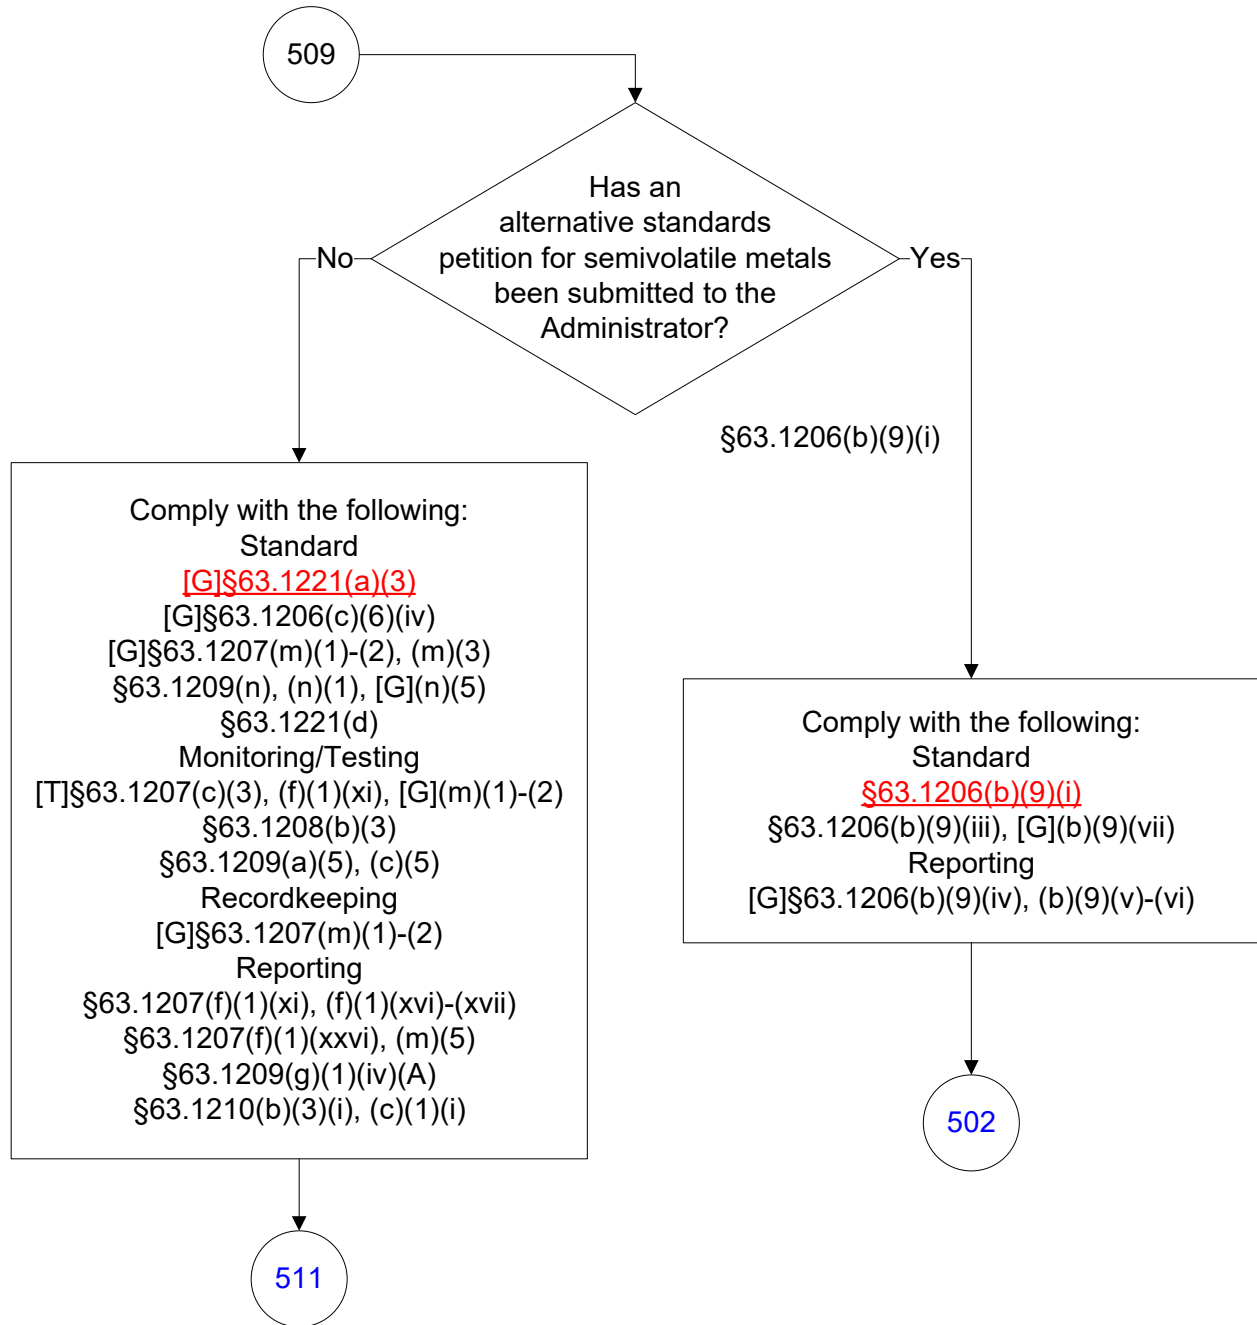 509
Has an
alternative standards
petition for semivolatile metals
been submitted to the
Administrator?
No
Yes
§63.1206(b)(9)(i)
Comply with the following:
Standard
[G]§63.1221(a)(3)
[G]§63.1206(c)(6)(iv)
[G]§63.1207(m)(1)-(2), (m)(3)
§63.1209(n), (n)(1), [G](n)(5)
§63.1221(d)
Monitoring/Testing
[T]§63.1207(c)(3), (f)(1)(xi), [G](m)(1)-(2)
§63.1208(b)(3)
§63.1209(a)(5), (c)(5)
Recordkeeping
[G]§63.1207(m)(1)-(2)
Reporting
§63.1207(f)(1)(xi), (f)(1)(xvi)-(xvii)
§63.1207(f)(1)(xxvi), (m)(5)
§63.1209(g)(1)(iv)(A)
§63.1210(b)(3)(i), (c)(1)(i)
511
Comply with the following:
Standard
§63.1206(b)(9)(i)
§63.1206(b)(9)(iii), [G](b)(9)(vii)
Reporting
[G]§63.1206(b)(9)(iv), (b)(9)(v)-(vi)
502